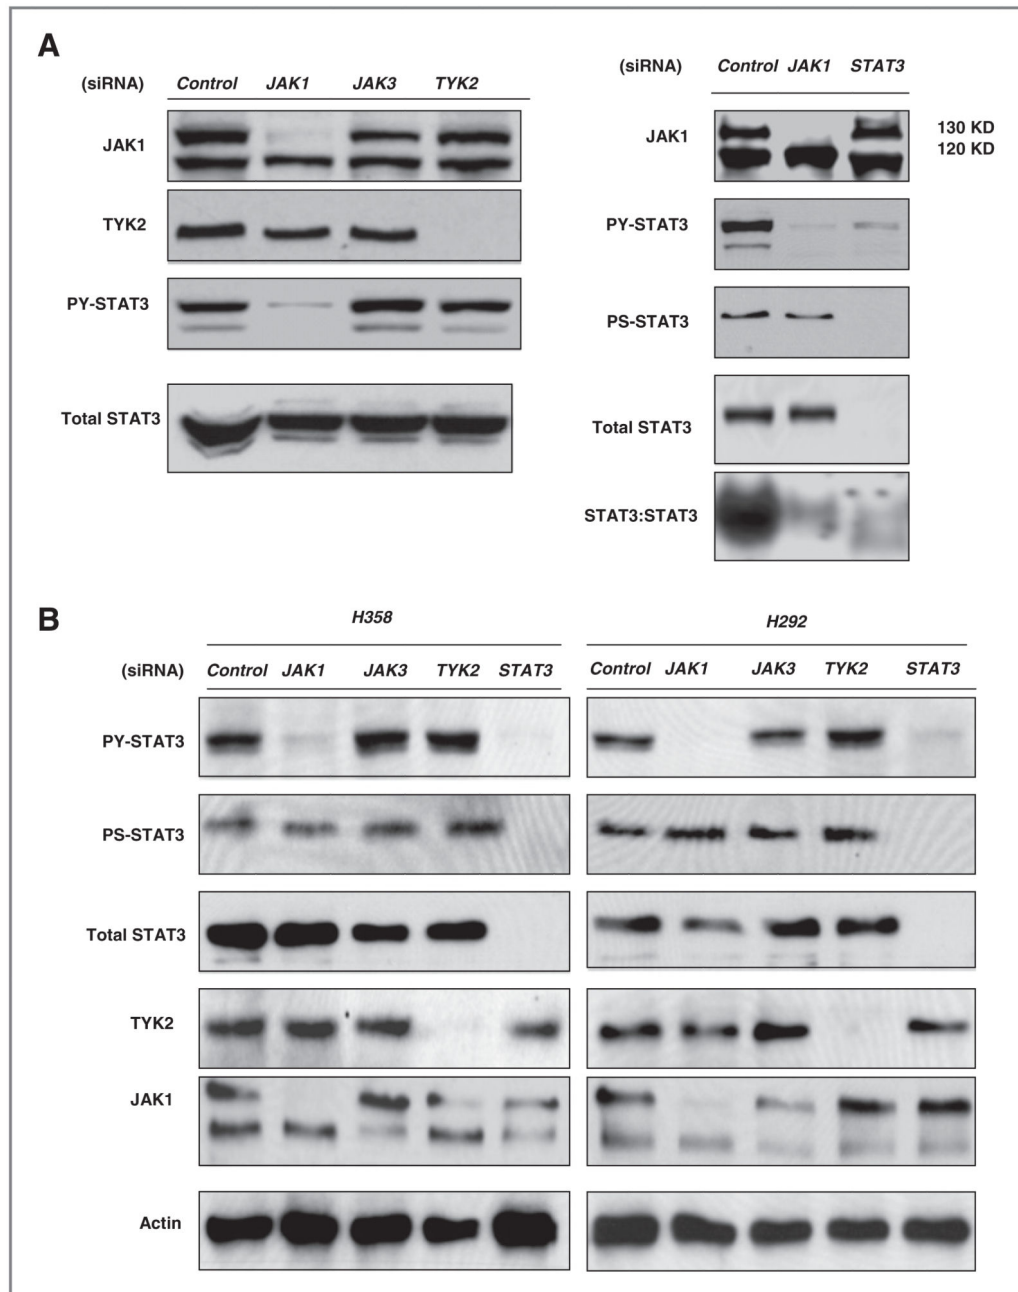 A
(siRNA) Control JAK1 JAK3 TYK2
JAK1
TYK2
PY-STAT3
Total STAT3
(siRNA) Control JAK1 STAT3
JAK1 130 KD
120 KD
PY-STAT3
PS-STAT3
Total STAT3
STAT3:STAT3
B
H358 H292
(siRNA) Control JAK1 JAK3 TYK2 STAT3 Control JAK1 JAK3 TYK2 STAT3
PY-STAT3
PS-STAT3
Total STAT3
TYK2
JAK1
Actin